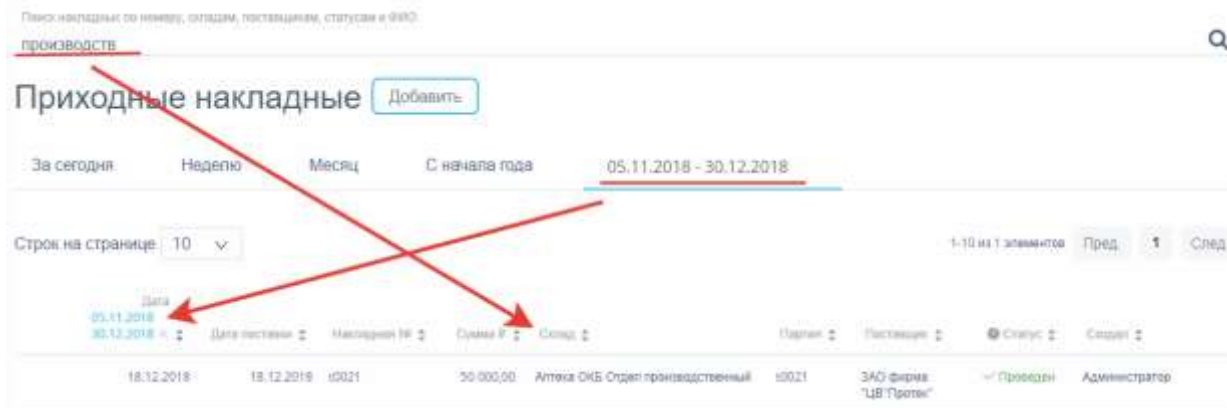 Поиск накладных по номеру, складам, поставщикам, статусам и ФИО
производств
Приходные накладные Добавить
За сегодня Неделю Месяц С начала года 05.11.2018 - 30.12.2018
Строк на странице 10 1-10 из 1 элементов Пред. 1 След
Дата
05.11.2018
30.12.2018 Дата поставки Накладная № Сумма ₽ Склад Партия Поставщик Статус Создал
18.12.2018 18.12.2018 t0021 50 000,00 Аптека ОКБ Отдел производственный t0021 ЗАО фирма Проведен Администратор
"ЦВ"Протек"